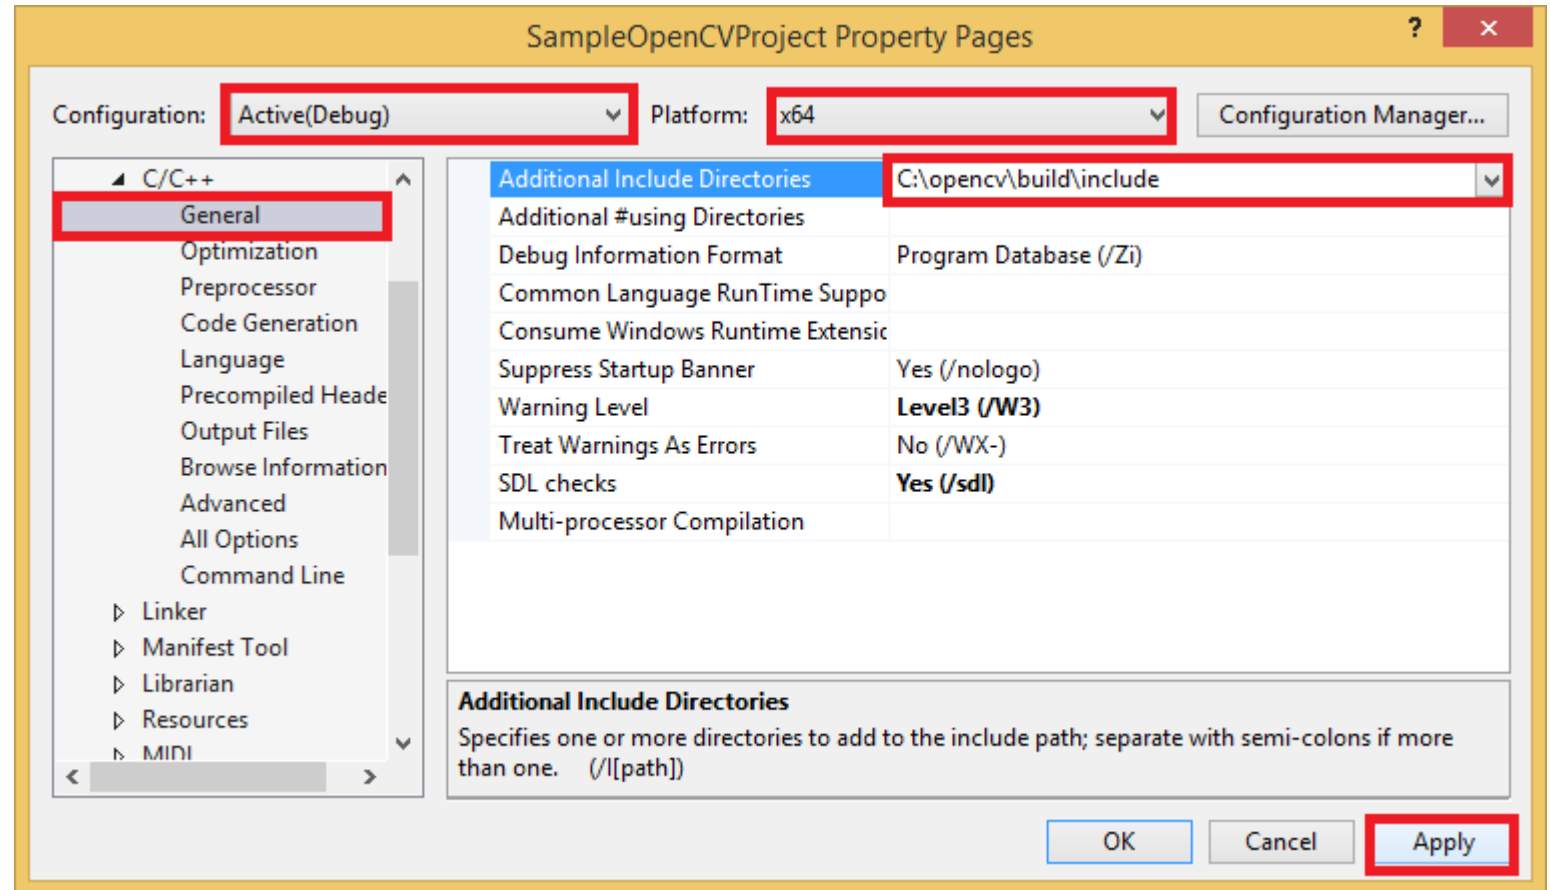 SampleOpenCVProject Property Pages
?
Configuration: Active(Debug) Platform: x64 Configuration Manager...
C/C++
General
Optimization
Preprocessor
Code Generation
Language
Precompiled Heade
Output Files
Browse Information
Advanced
All Options
Command Line
Linker
Manifest Tool
Librarian
Resources
MIDL
Additional Include Directories C:\opencv\build\include
Additional #using Directories
Debug Information Format Program Database (/Zi)
Common Language RunTime Suppo
Consume Windows Runtime Extensic
Suppress Startup Banner Yes (/nologo)
Warning Level Level3 (/W3)
Treat Warnings As Errors No (/WX-)
SDL checks Yes (/sdl)
Multi-processor Compilation
Additional Include Directories
Specifies one or more directories to add to the include path; separate with semi-colons if more
than one. (/I[path])
OK Cancel Apply